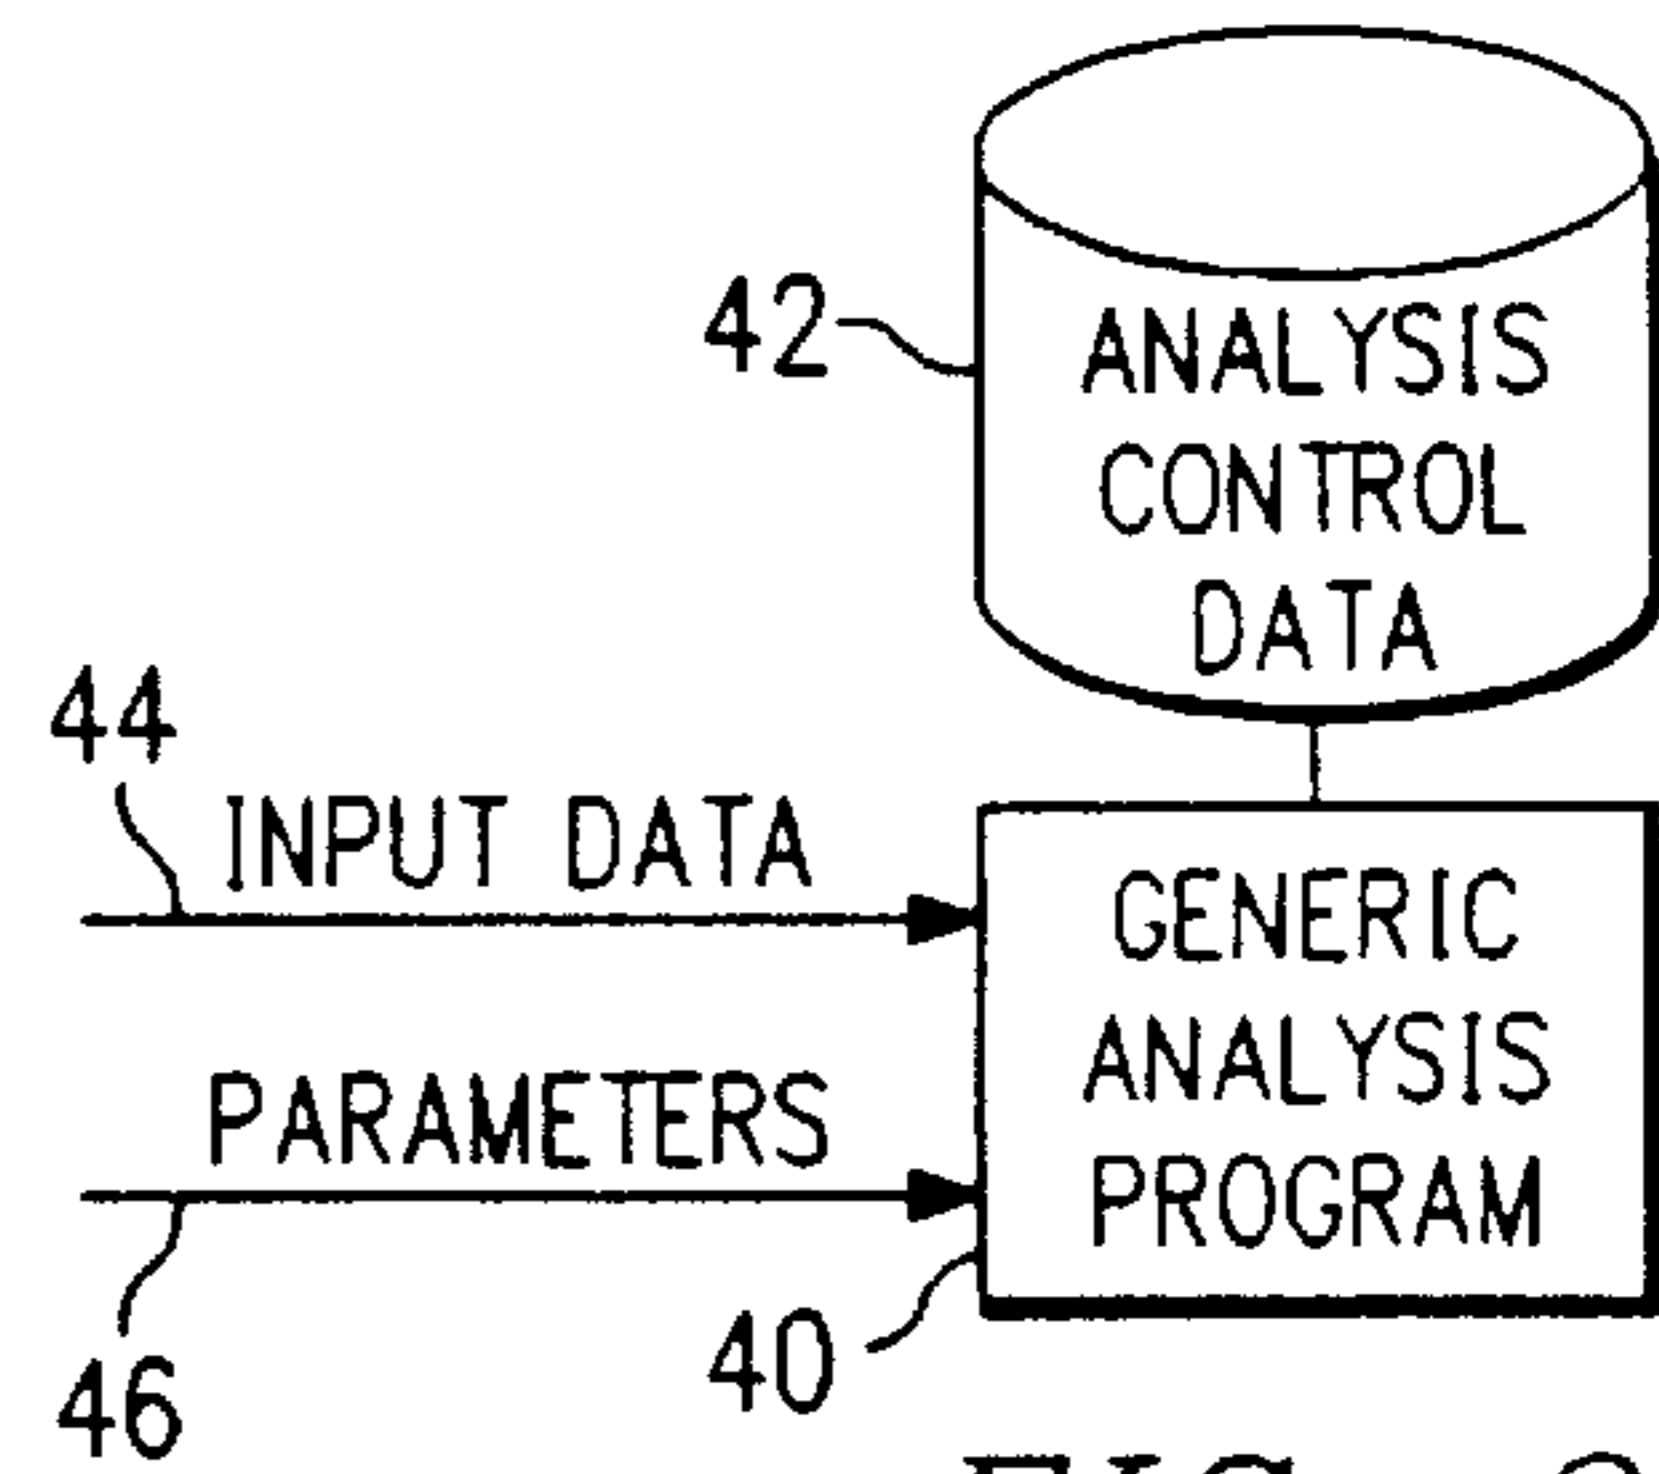 42
ANALYSIS
CONTROL
DATA
44
INPUT DATA
GENERIC
ANALYSIS
PROGRAM
PARAMETERS
46
40